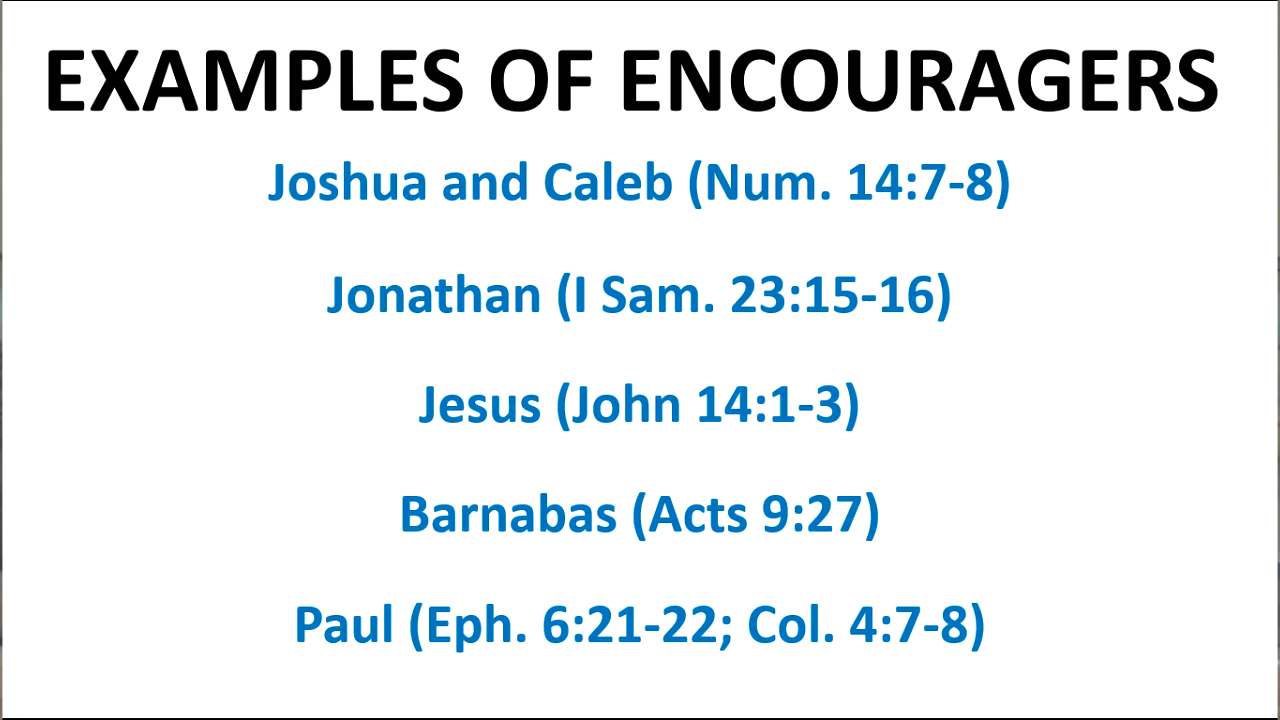 EXAMPLES OF ENCOURAGERS
Joshua and Caleb (Num. 14:7-8)
Jonathan (I Sam. 23:15-16)
Jesus (John 14:1-3)
Barnabas (Acts 9:27)
Paul (Eph. 6:21-22; Col. 4:7-8)